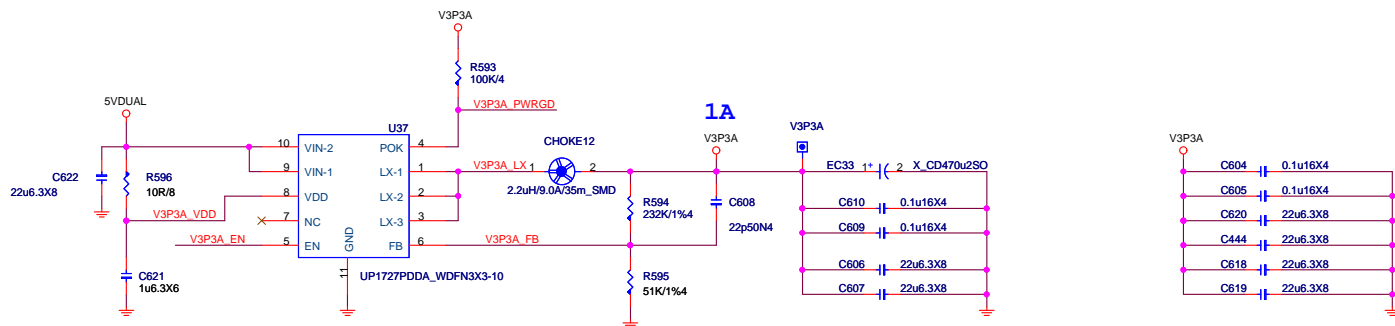 V3P3A
R593
100K/4
5VDUAL
V3P3A_PWRGD
1A
U37
CHOKE12
V3P3A
V3P3A
V3P3A
10 VIN-2 POK 4
C622
22u6.3X8
R596
10R/8
9 VIN-1 LX-1 1
V3P3A_LX 1 2
EC33 1+ 2 X_CD470u2SO
C604 0.1u16X4
8 VDD LX-2 2
2.2uH/9.0A/35m_SMD
R594
232K/1%4
C608
22p50N4
C610 0.1u16X4
C605 0.1u16X4
V3P3A_VDD
7 NC LX-3 3
C609 0.1u16X4
C620 22u6.3X8
V3P3A_EN 5 EN GND FB 6 V3P3A_FB
C444 22u6.3X8
11
C621
1u6.3X6
UP1727PDDA_WDFN3X3-10
R595
51K/1%4
C606 22u6.3X8
C618 22u6.3X8
C607 22u6.3X8
C619 22u6.3X8